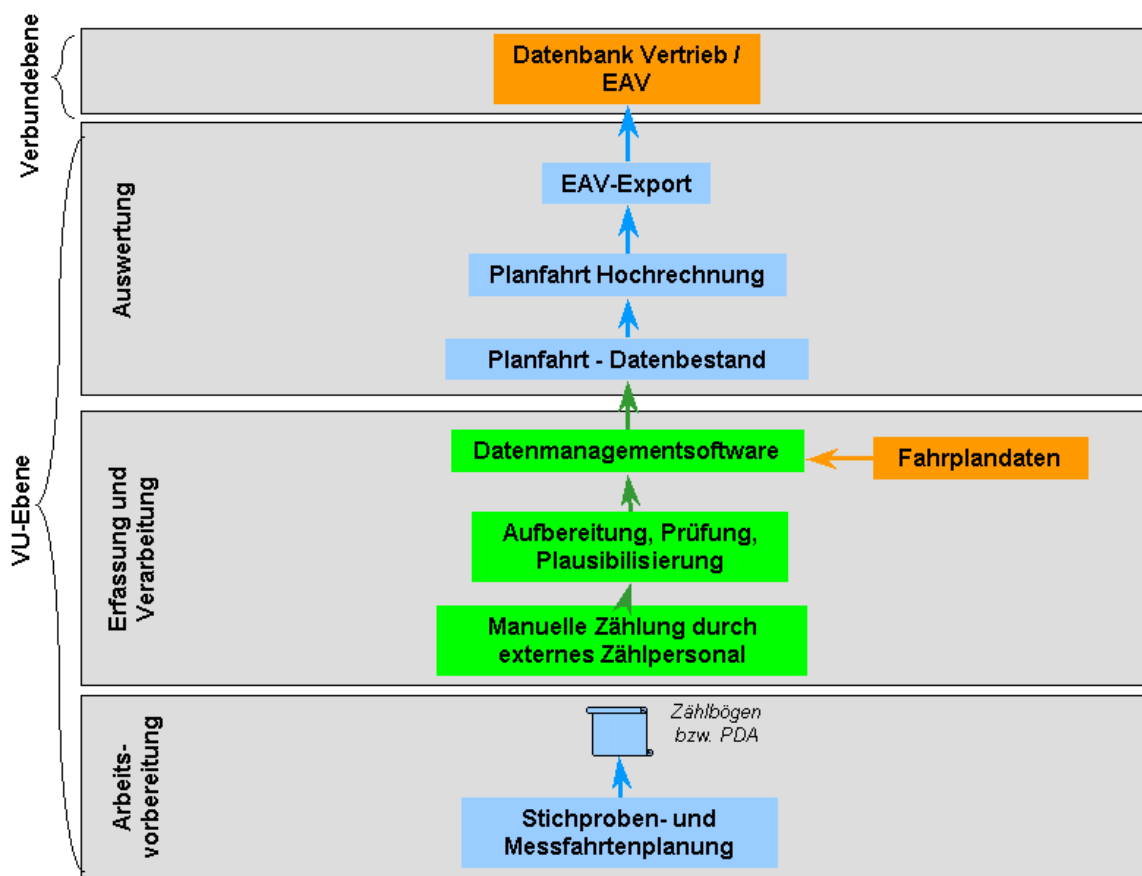 Verbundebene
Datenbank Vertrieb /
EAV
VU-Ebene
Auswertung
EAV-Export
Planfahrt Hochrechnung
Planfahrt - Datenbestand
Erfassung und
Verarbeitung
Datenmanagementsoftware
Fahrplandaten
Aufbereitung, Prüfung,
Plausibilisierung
Manuelle Zählung durch
externes Zählpersonal
Arbeits-
vorbereitung
Zählbögen
bzw. PDA
Stichproben- und
Messfahrtenplanung